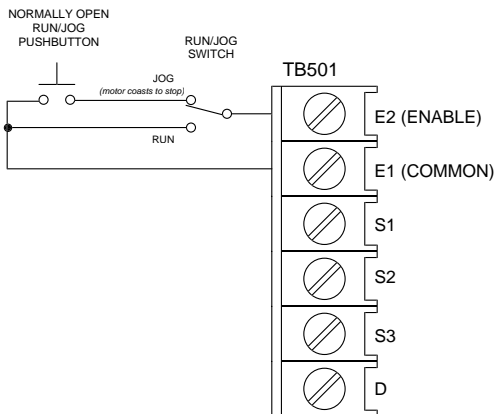 NORMALLY OPEN
RUN/JOG
PUSHBUTTON
RUN/JOG
SWITCH
JOG
(motor coasts to stop)
RUN
TB501
E2 (ENABLE)
E1 (COMMON)
S1
S2
S3
D